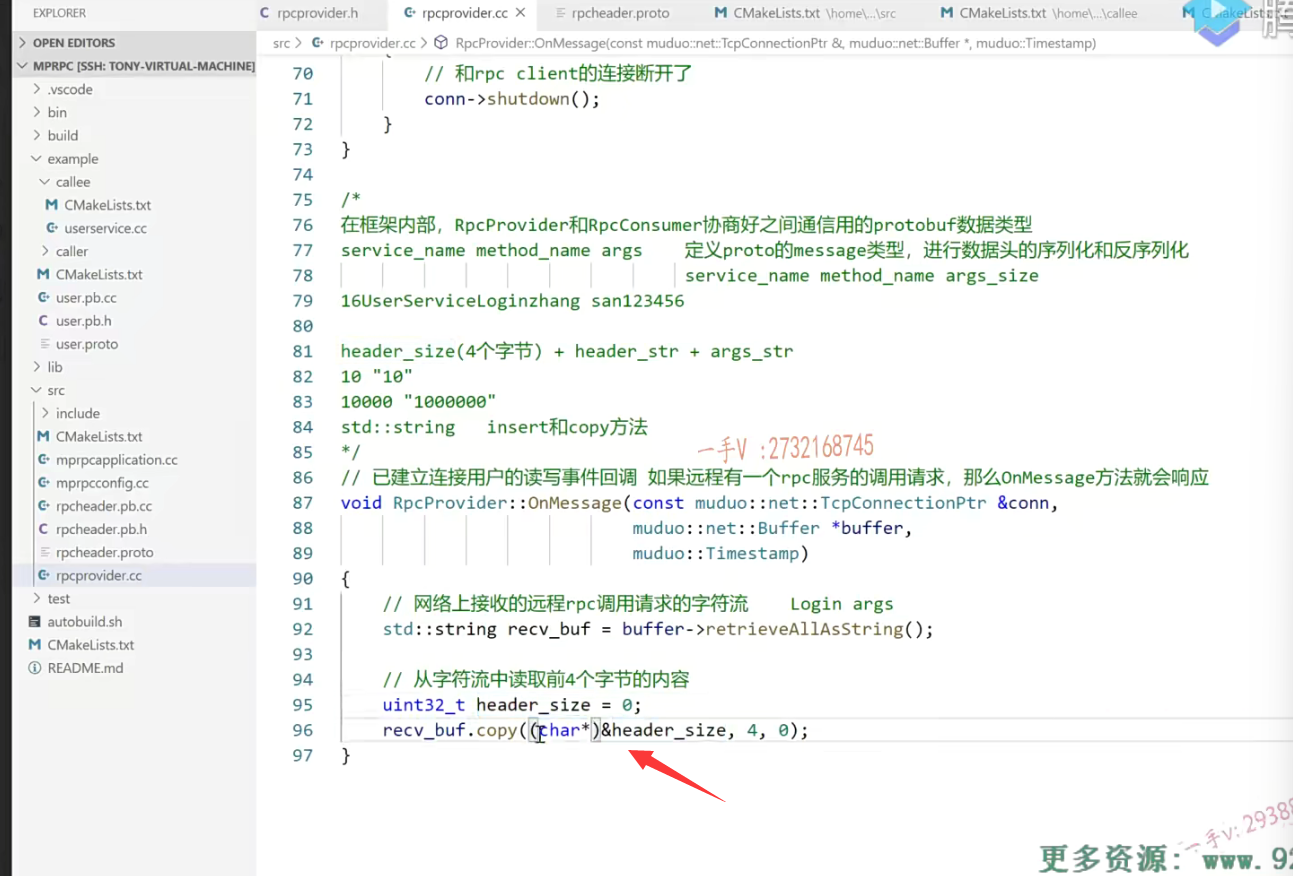 EXPLORER
rpcprovider.h
rpcprovider.cc
rpcheader.proto
CMakeLists.txt \home\...\src
CMakeLists.txt \home\...\callee
OPEN EDITORS
MPRPC [SSH: TONY-VIRTUAL-MACHINE]
.vscode
bin
build
example
callee
CMakeLists.txt
userservice.cc
caller
CMakeLists.txt
user.pb.cc
user.pb.h
user.proto
lib
src
include
CMakeLists.txt
mprpcapplication.cc
mprpcconfig.cc
rpcheader.pb.cc
rpcheader.pb.h
rpcheader.proto
rpcprovider.cc
test
autobuild.sh
CMakeLists.txt
README.md
src > rpcprovider.cc > RpcProvider::OnMessage(const muduo::net::TcpConnectionPtr &, muduo::net::Buffer *, muduo::Timestamp)
70 // 和rpc client的连接断开了
71 conn->shutdown();
72 }
73 }
74
75 /*
76 在框架内部，RpcProvider和RpcConsumer协商好之间通信用的protobuf数据类型
77 service_name method_name args 定义proto的message类型，进行数据头的序列化和反序列化
78 service_name method_name args_size
79 16UserServiceLoginzhang san123456
80
81 header_size(4个字节) + header_str + args_str
82 10 "10"
83 10000 "1000000"
84 std::string insert和copy方法
85 */
86 // 已建立连接用户的读写事件回调 如果远程有一个rpc服务的调用请求，那么OnMessage方法就会响应
87 void RpcProvider::OnMessage(const muduo::net::TcpConnectionPtr &conn,
88 muduo::net::Buffer *buffer,
89 muduo::Timestamp)
90 {
91 // 网络上接收的远程rpc调用请求的字符流 Login args
92 std::string recv_buf = buffer->retrieveAllAsString();
93
94 // 从字符流中读取前4个字节的内容
95 uint32_t header_size = 0;
96 recv_buf.copy((char*)&header_size, 4, 0);
97 }
一手V :2732168745
一手V: 2938
更多资源: www.9